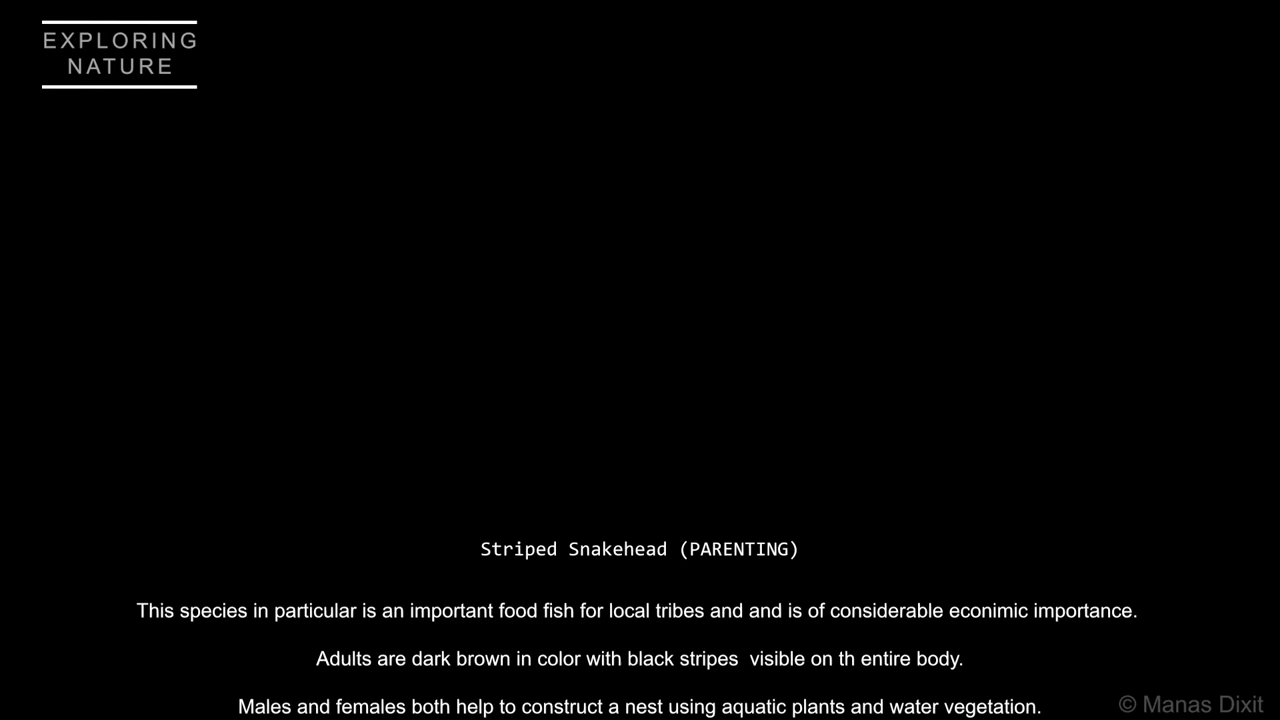 EXPLORING
NATURE
Striped Snakehead (PARENTING)
This species in particular is an important food fish for local tribes and and is of considerable econimic importance.
Adults are dark brown in color with black stripes  visible on th entire body.
Males and females both help to construct a nest using aquatic plants and water vegetation.
© Manas Dixit